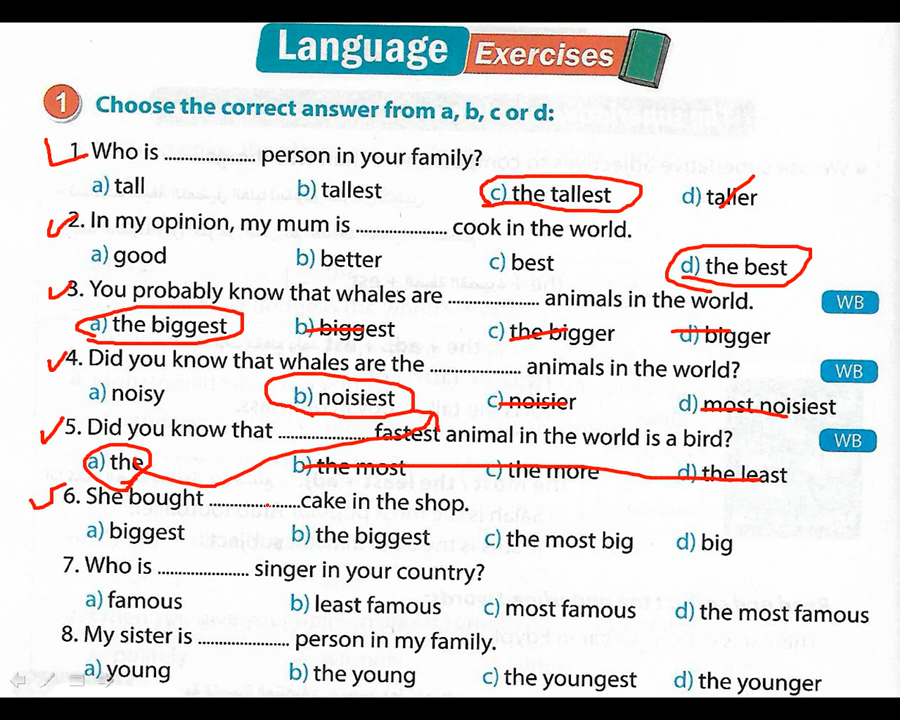 Language Exercises
1 Choose the correct answer from a, b, c or d:
1. Who is ...................... person in your family?
a) tall b) tallest c) the tallest d) taller
2. In my opinion, my mum is ...................... cook in the world.
a) good b) better c) best d) the best
3. You probably know that whales are ...................... animals in the world. WB
a) the biggest b) biggest c) the bigger d) bigger
4. Did you know that whales are the ...................... animals in the world? WB
a) noisy b) noisiest c) noisier d) most noisiest
5. Did you know that ...................... fastest animal in the world is a bird? WB
a) the b) the most c) the more d) the least
6. She bought ...................... cake in the shop.
a) biggest b) the biggest c) the most big d) big
7. Who is ...................... singer in your country?
a) famous b) least famous c) most famous d) the most famous
8. My sister is ...................... person in my family.
a) young b) the young c) the youngest d) the younger